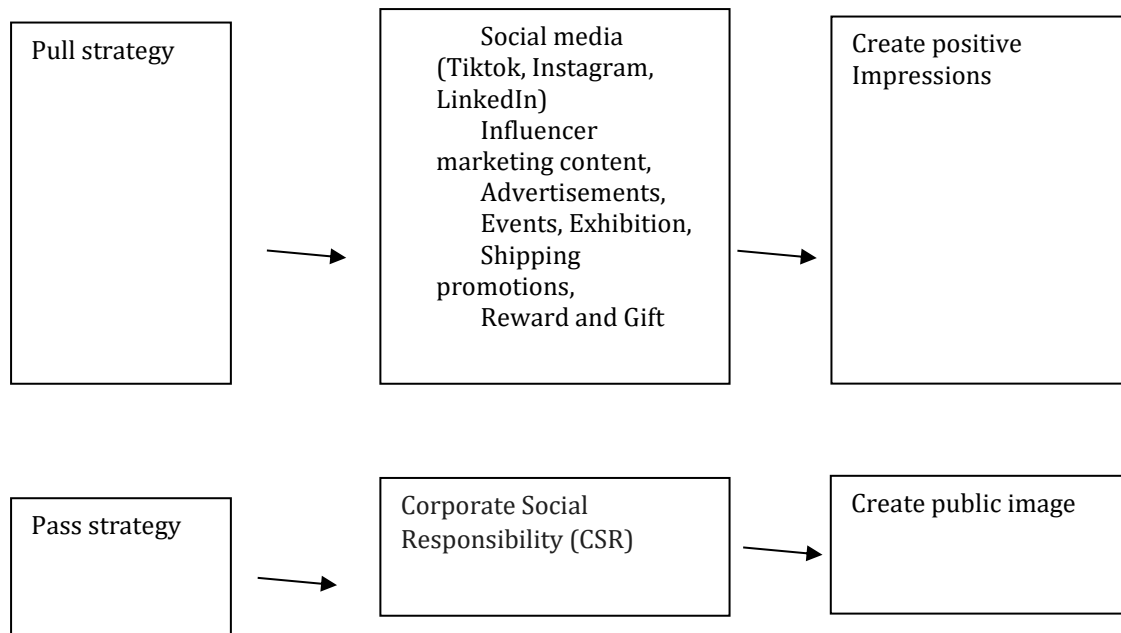 Pull strategy
Social media
(Tiktok, Instagram,
LinkedIn)
Influencer
marketing content,
Advertisements,
Events, Exhibition,
Shipping
promotions,
Reward and Gift
Create positive
Impressions
Pass strategy
Corporate Social
Responsibility (CSR)
Create public image